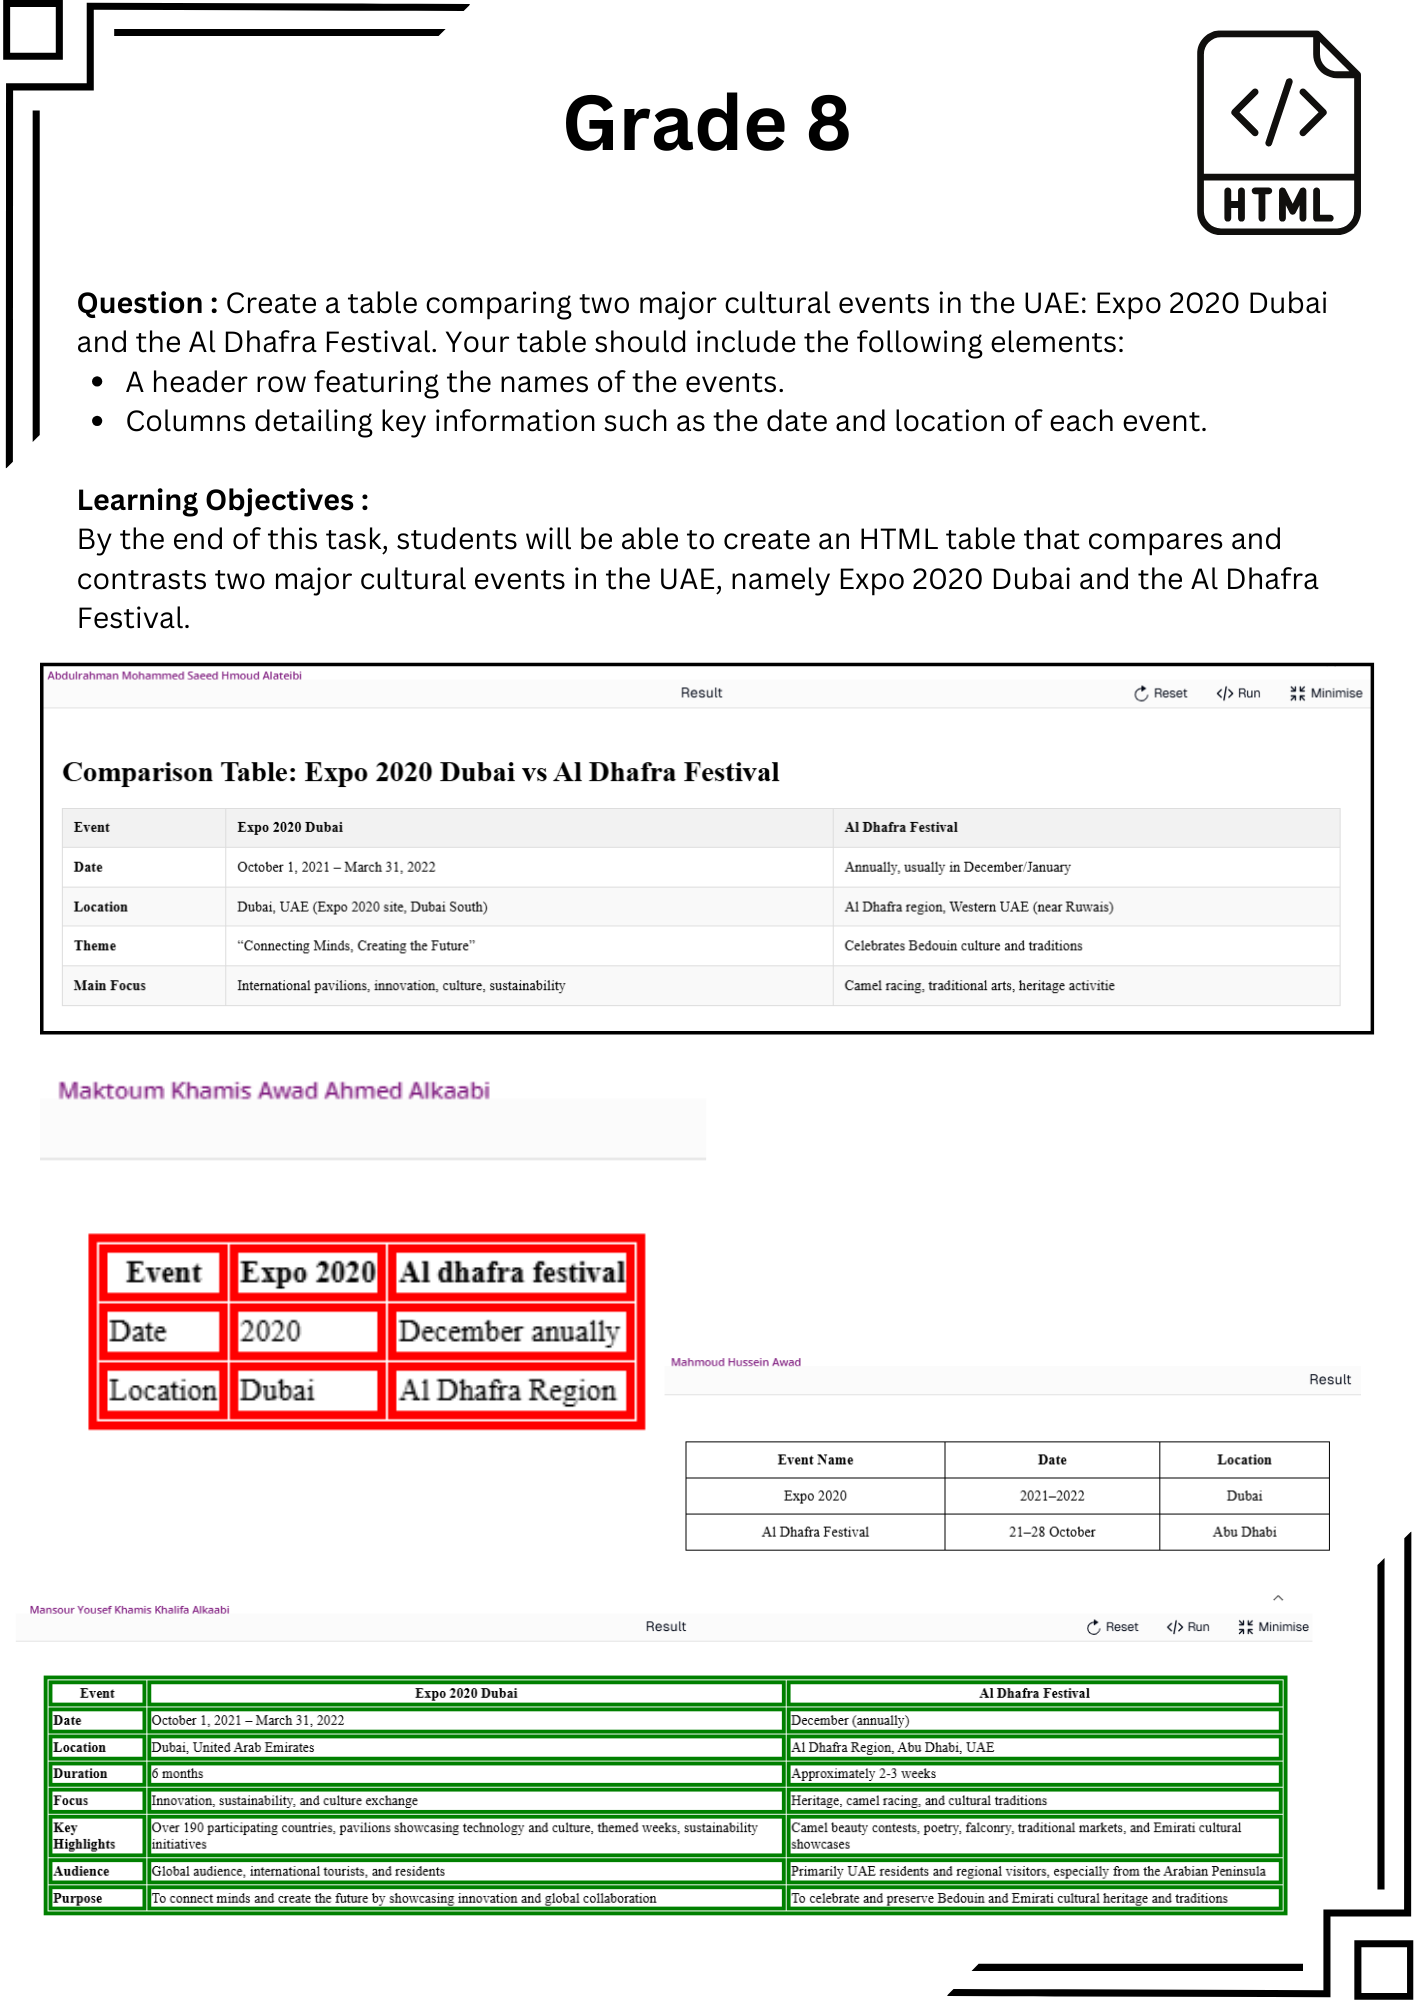 Grade 8
</>
HTML
Question : Create a table comparing two major cultural events in the UAE: Expo 2020 Dubai
and the Al Dhafra Festival. Your table should include the following elements:
• A header row featuring the names of the events.
• Columns detailing key information such as the date and location of each event.
Learning Objectives :
By the end of this task, students will be able to create an HTML table that compares and
contrasts two major cultural events in the UAE, namely Expo 2020 Dubai and the Al Dhafra
Festival.
Abdulrahman Mohammed Saeed Hmoud Alateibi
Result Reset </> Run Minimise
Comparison Table: Expo 2020 Dubai vs Al Dhafra Festival
Event Expo 2020 Dubai Al Dhafra Festival
Date October 1, 2021 – March 31, 2022 Annually, usually in December/January
Location Dubai, UAE (Expo 2020 site, Dubai South) Al Dhafra region, Western UAE (near Ruwais)
Theme “Connecting Minds, Creating the Future” Celebrates Bedouin culture and traditions
Main Focus International pavilions, innovation, culture, sustainability Camel racing, traditional arts, heritage activitie
Maktoum Khamis Awad Ahmed Alkaabi
Event Expo 2020 Al dhafra festival
Date 2020 December anually
Location Dubai Al Dhafra Region
Mahmoud Hussein Awad
Result
Event Name Date Location
Expo 2020 2021–2022 Dubai
Al Dhafra Festival 21–28 October Abu Dhabi
Mansour Yousef Khamis Khalifa Alkaabi
Result Reset </> Run Minimise
Event Expo 2020 Dubai Al Dhafra Festival
Date October 1, 2021 – March 31, 2022 December (annually)
Location Dubai, United Arab Emirates Al Dhafra Region, Abu Dhabi, UAE
Duration 6 months Approximately 2-3 weeks
Focus Innovation, sustainability, and culture exchange Heritage, camel racing, and cultural traditions
Key Over 190 participating countries, pavilions showcasing technology and culture, themed weeks, sustainability Camel beauty contests, poetry, falconry, traditional markets, and Emirati cultural
Highlights initiatives showcases
Audience Global audience, international tourists, and residents Primarily UAE residents and regional visitors, especially from the Arabian Peninsula
Purpose To connect minds and create the future by showcasing innovation and global collaboration To celebrate and preserve Bedouin and Emirati cultural heritage and traditions